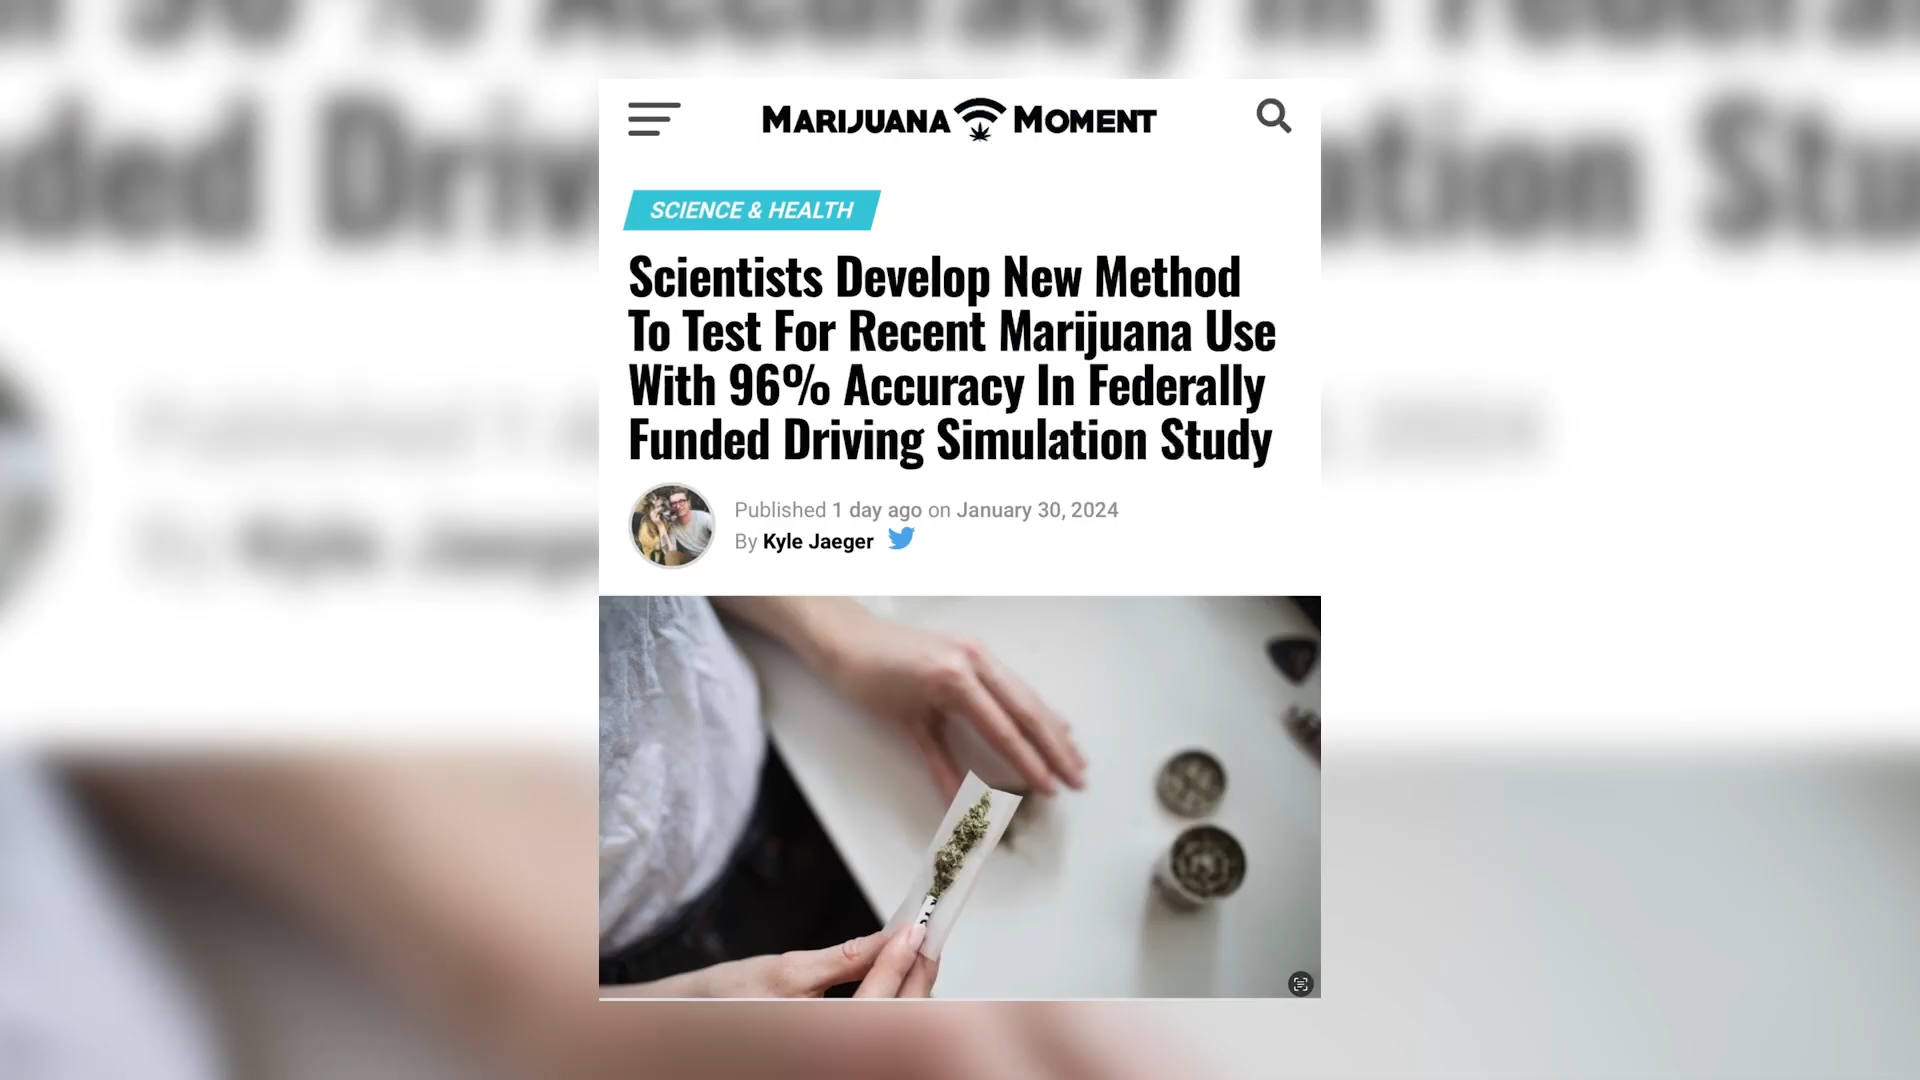 MARIJUANA MOMENT
SCIENCE & HEALTH
Scientists Develop New Method
To Test For Recent Marijuana Use
With 96% Accuracy In Federally
Funded Driving Simulation Study
Published 1 day ago on January 30, 2024
By Kyle Jaeger